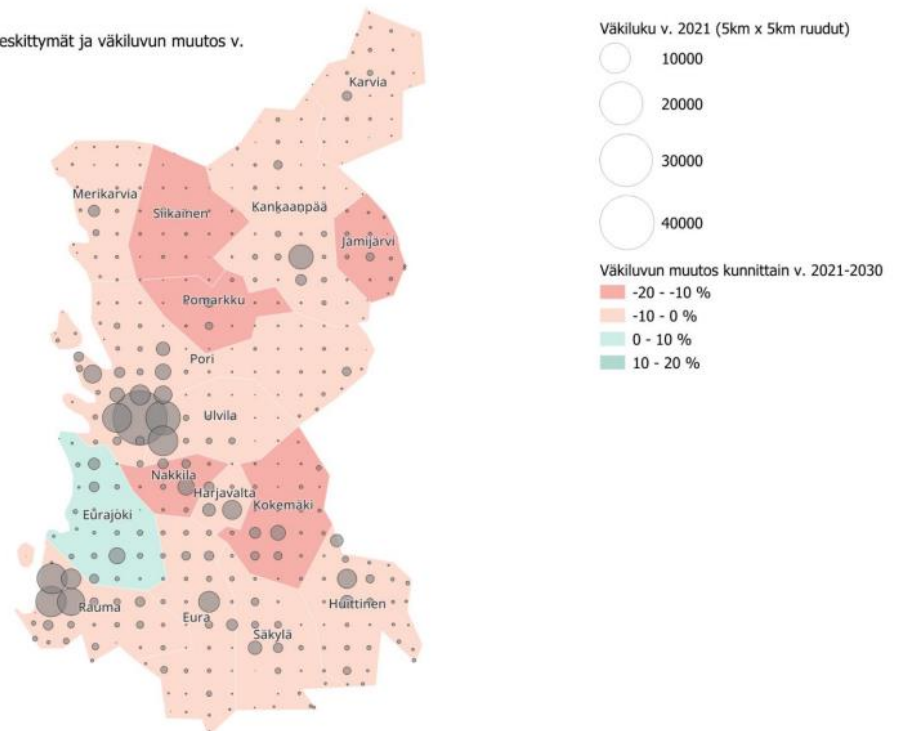 eskittymät ja väkiluvun muutos v.
Väkiluku v. 2021 (5km x 5km ruudut)
10000
20000
30000
40000
Väkiluvun muutos kunnittain v. 2021-2030
-20 - -10 %
-10 - 0 %
0 - 10 %
10 - 20 %
Karvia
Merikarvia
Siikainen
Kankaanpää
Jämijärvi
Pomarkku
Pori
Ulvila
Nakkila
Harjavalta
Kokemäki
Eurajoki
Rauma
Eura
Huittinen
Säkylä